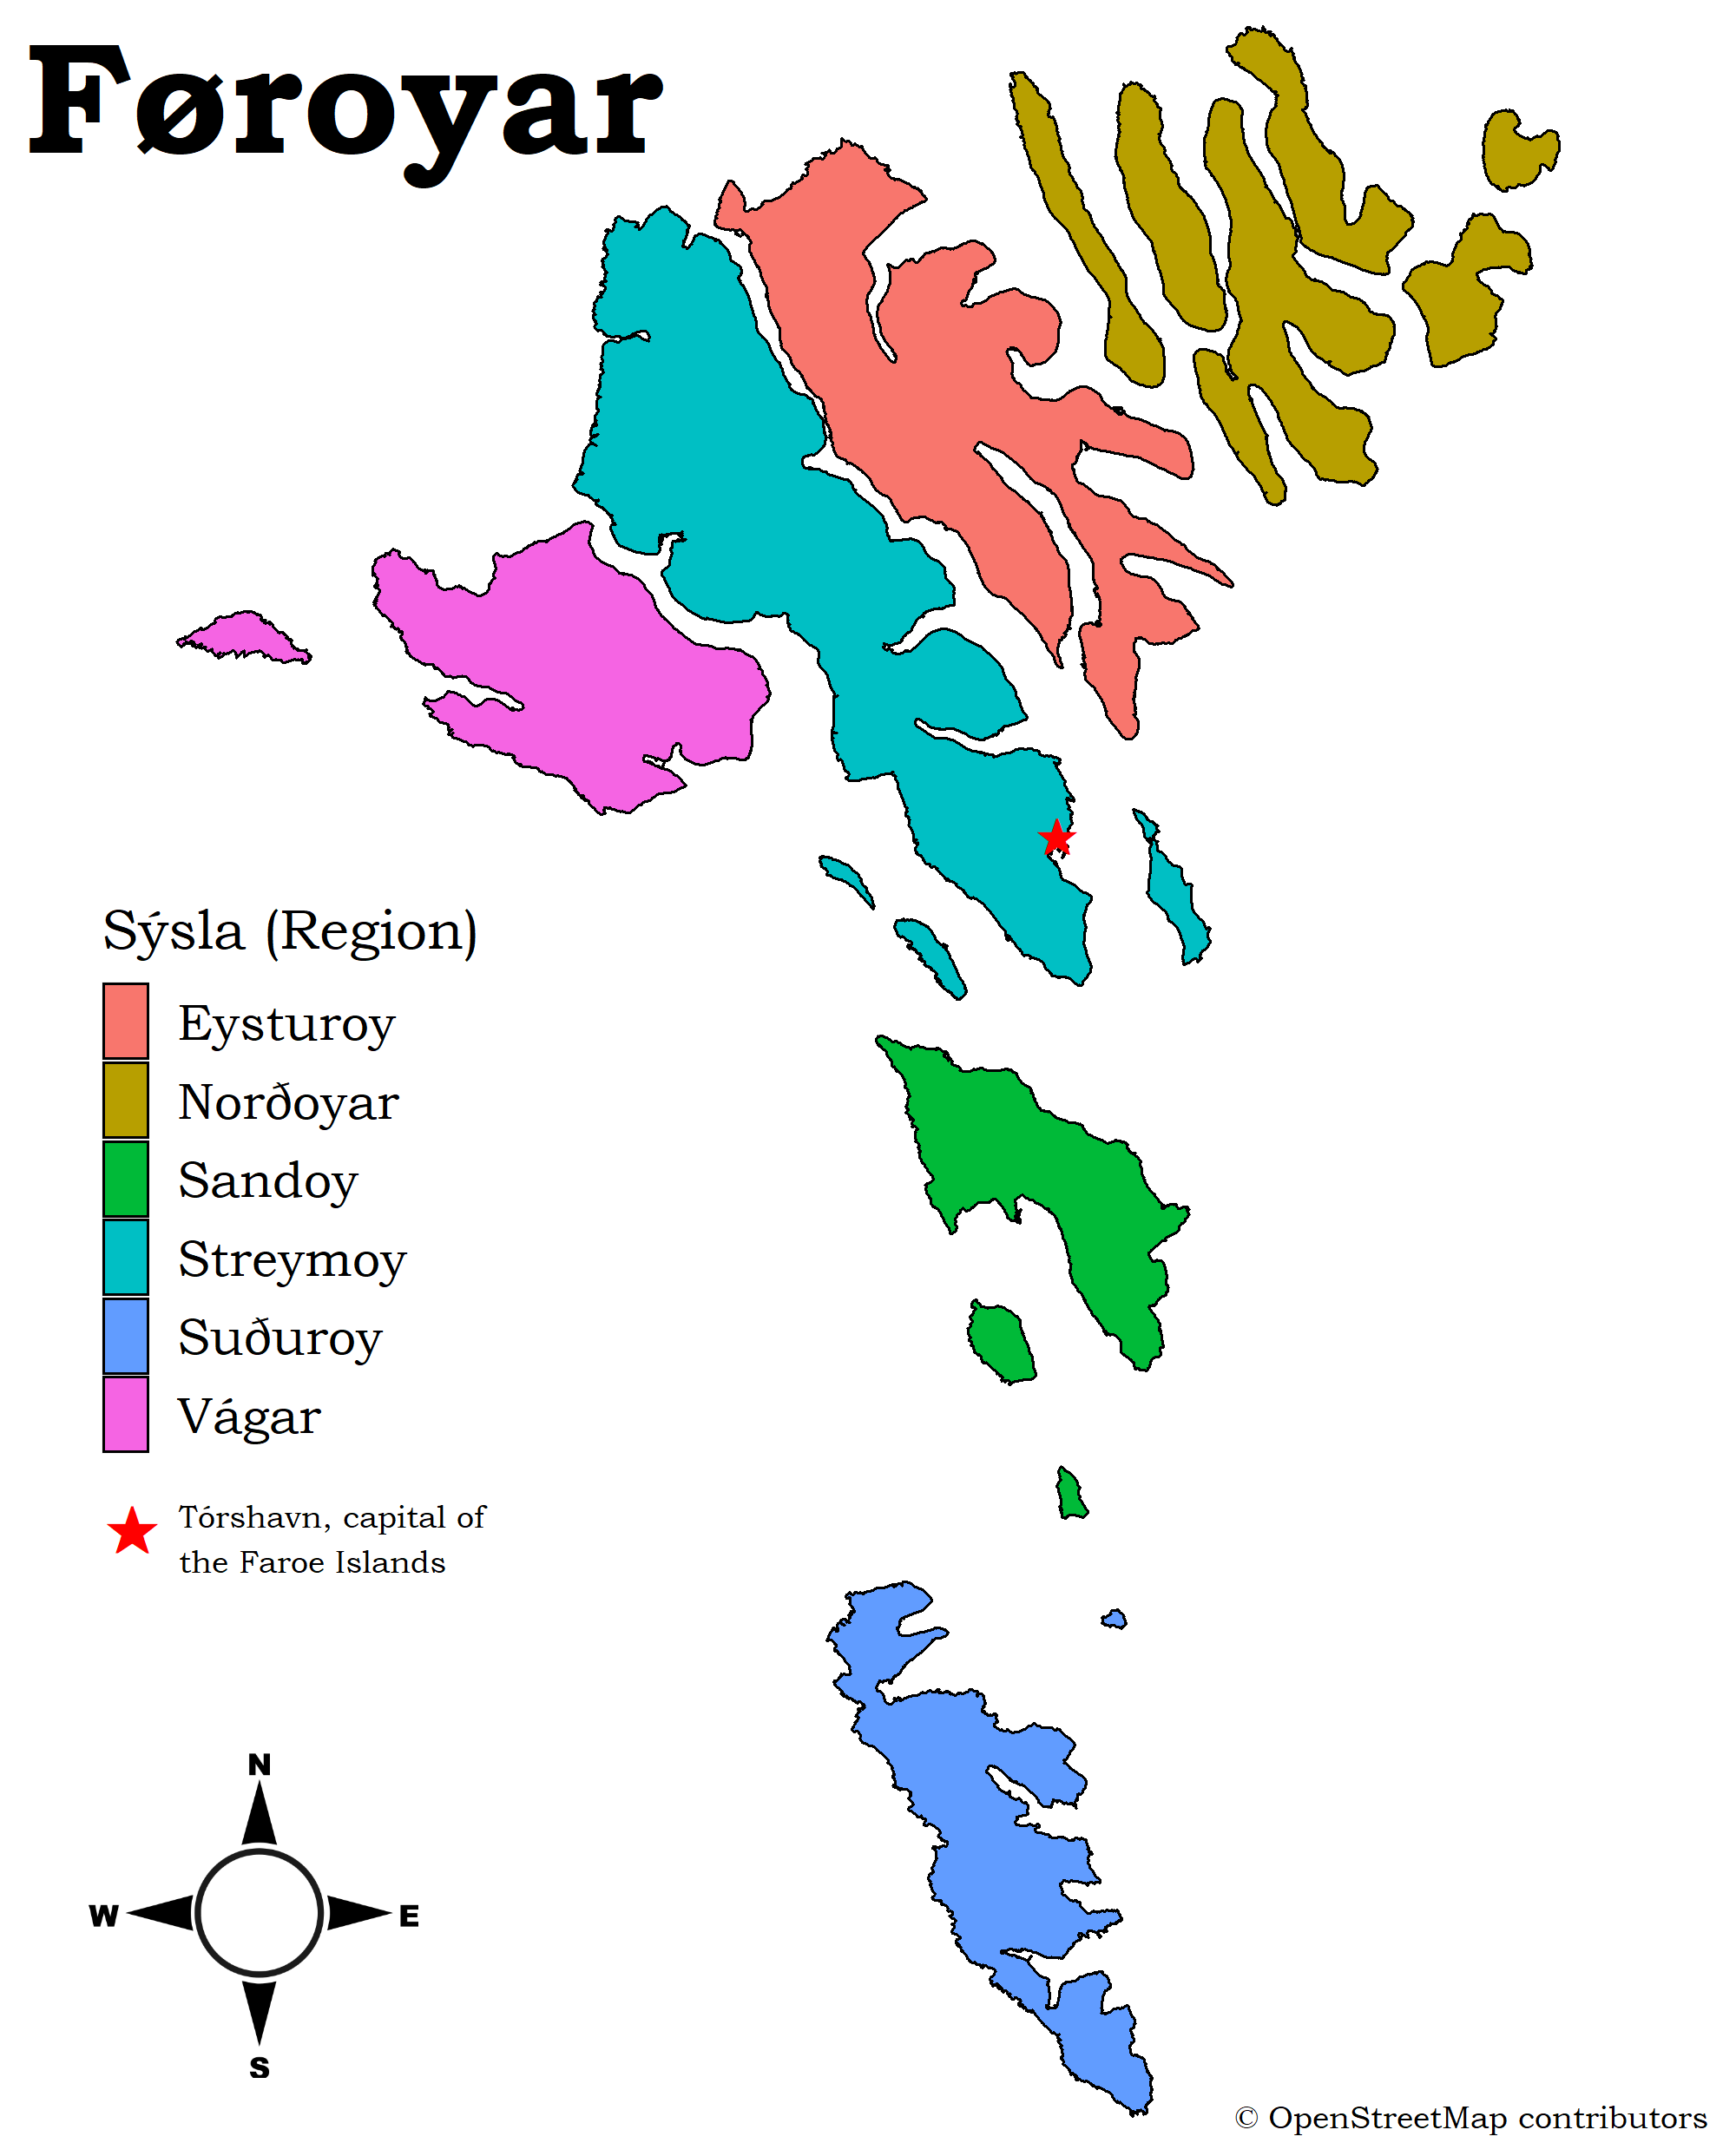 Føroyar
Sýsla (Region)
Eysturoy
Norðoyar
Sandoy
Streymoy
Suðuroy
Vágar
Tórshavn, capital of
the Faroe Islands
N
W E
S
© OpenStreetMap contributors